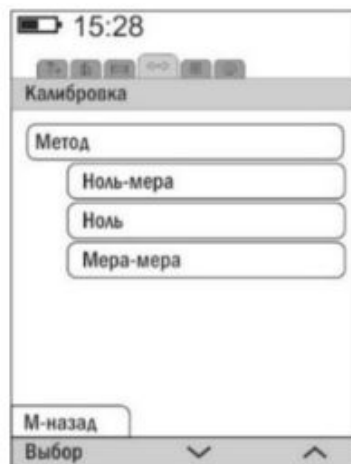 15:28
Калибровка
Метод
Ноль-мера
Ноль
Мера-мера
М-назад
Выбор